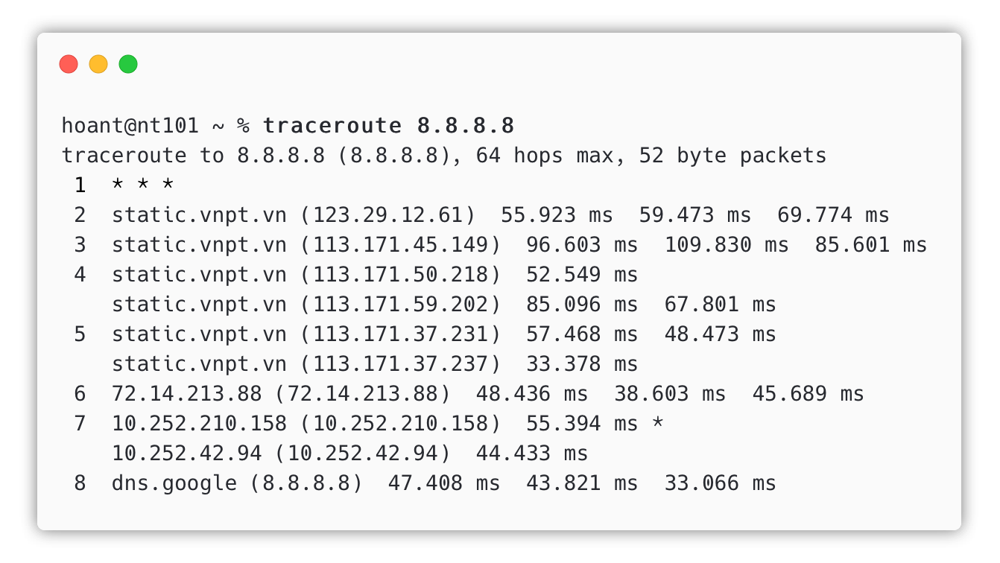 hoant@nt101 ~ % traceroute 8.8.8.8
traceroute to 8.8.8.8 (8.8.8.8), 64 hops max, 52 byte packets
 1  * * *
 2  static.vnpt.vn (123.29.12.61)  55.923 ms  59.473 ms  69.774 ms
 3  static.vnpt.vn (113.171.45.149)  96.603 ms  109.830 ms  85.601 ms
 4  static.vnpt.vn (113.171.50.218)  52.549 ms
    static.vnpt.vn (113.171.59.202)  85.096 ms  67.801 ms
 5  static.vnpt.vn (113.171.37.231)  57.468 ms  48.473 ms
    static.vnpt.vn (113.171.37.237)  33.378 ms
 6  72.14.213.88 (72.14.213.88)  48.436 ms  38.603 ms  45.689 ms
 7  10.252.210.158 (10.252.210.158)  55.394 ms *
    10.252.42.94 (10.252.42.94)  44.433 ms
 8  dns.google (8.8.8.8)  47.408 ms  43.821 ms  33.066 ms